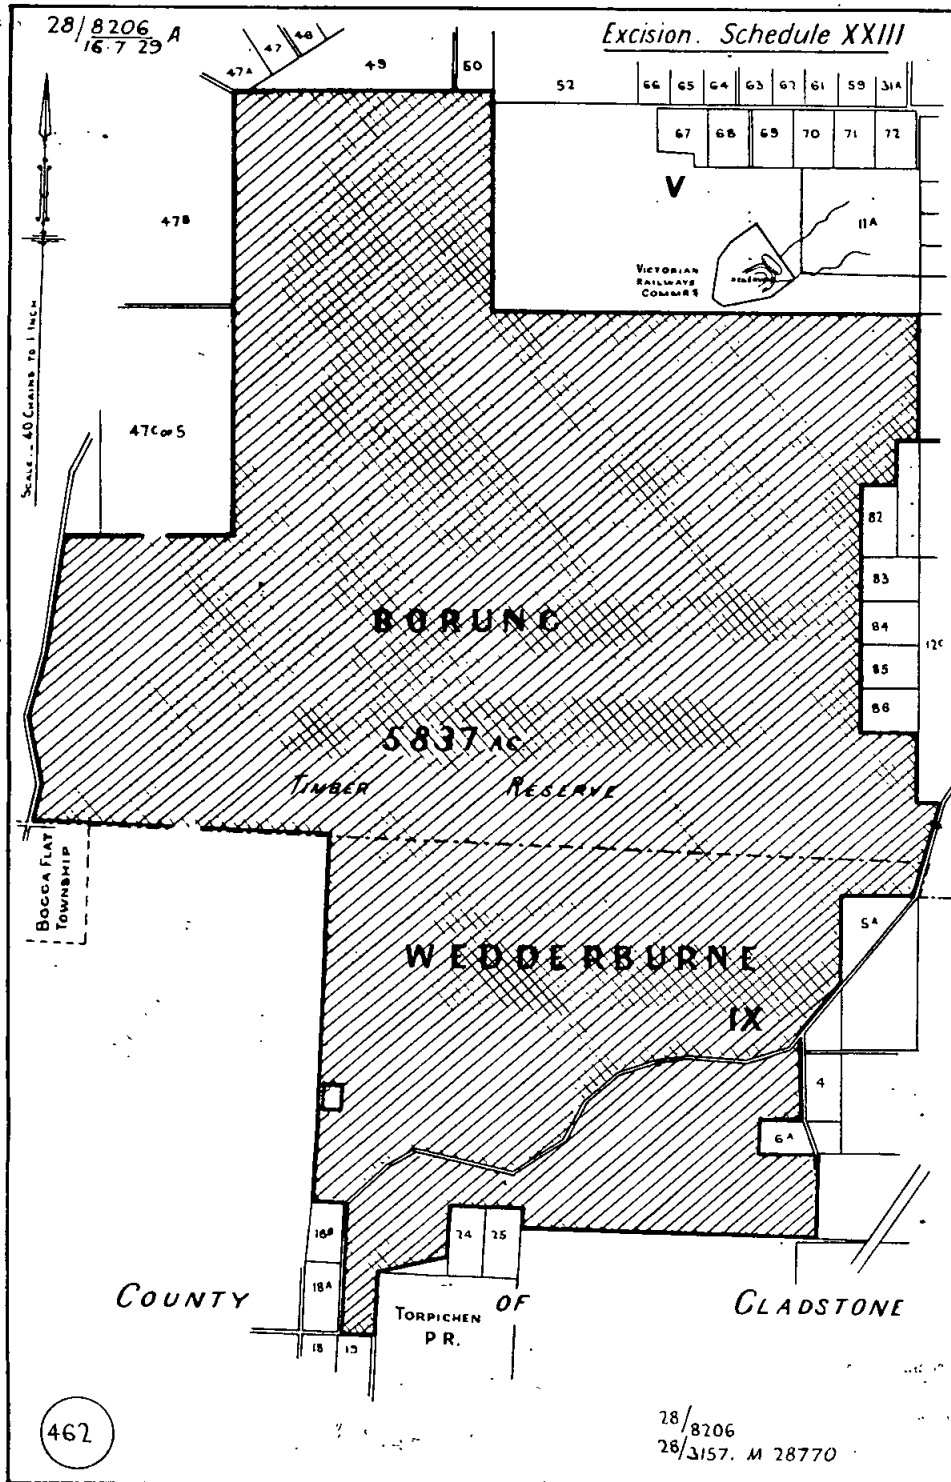 28/8206 A
16·7 29
Excision. Schedule XXIII
47A
47
48
49
50
52
66
65
64
63
62
61
59
31A
67
68
69
70
71
72
V
47B
11A
VICTORIAN
RAILWAYS
COMMRS
RESERVOIR
SCALE :- 40 CHAINS TO 1 INCH
47C OF 5
82
83
84
85
86
12C
BORUNG
5837 AC.
TIMBER RESERVE
BOGGA FLAT
TOWNSHIP
5A
WEDDERBURNE
IX
4
6A
18B
24
25
18A
COUNTY OF GLADSTONE
TORPICHEN
P R.
18
19
462
28/8206
28/3157. M 28770